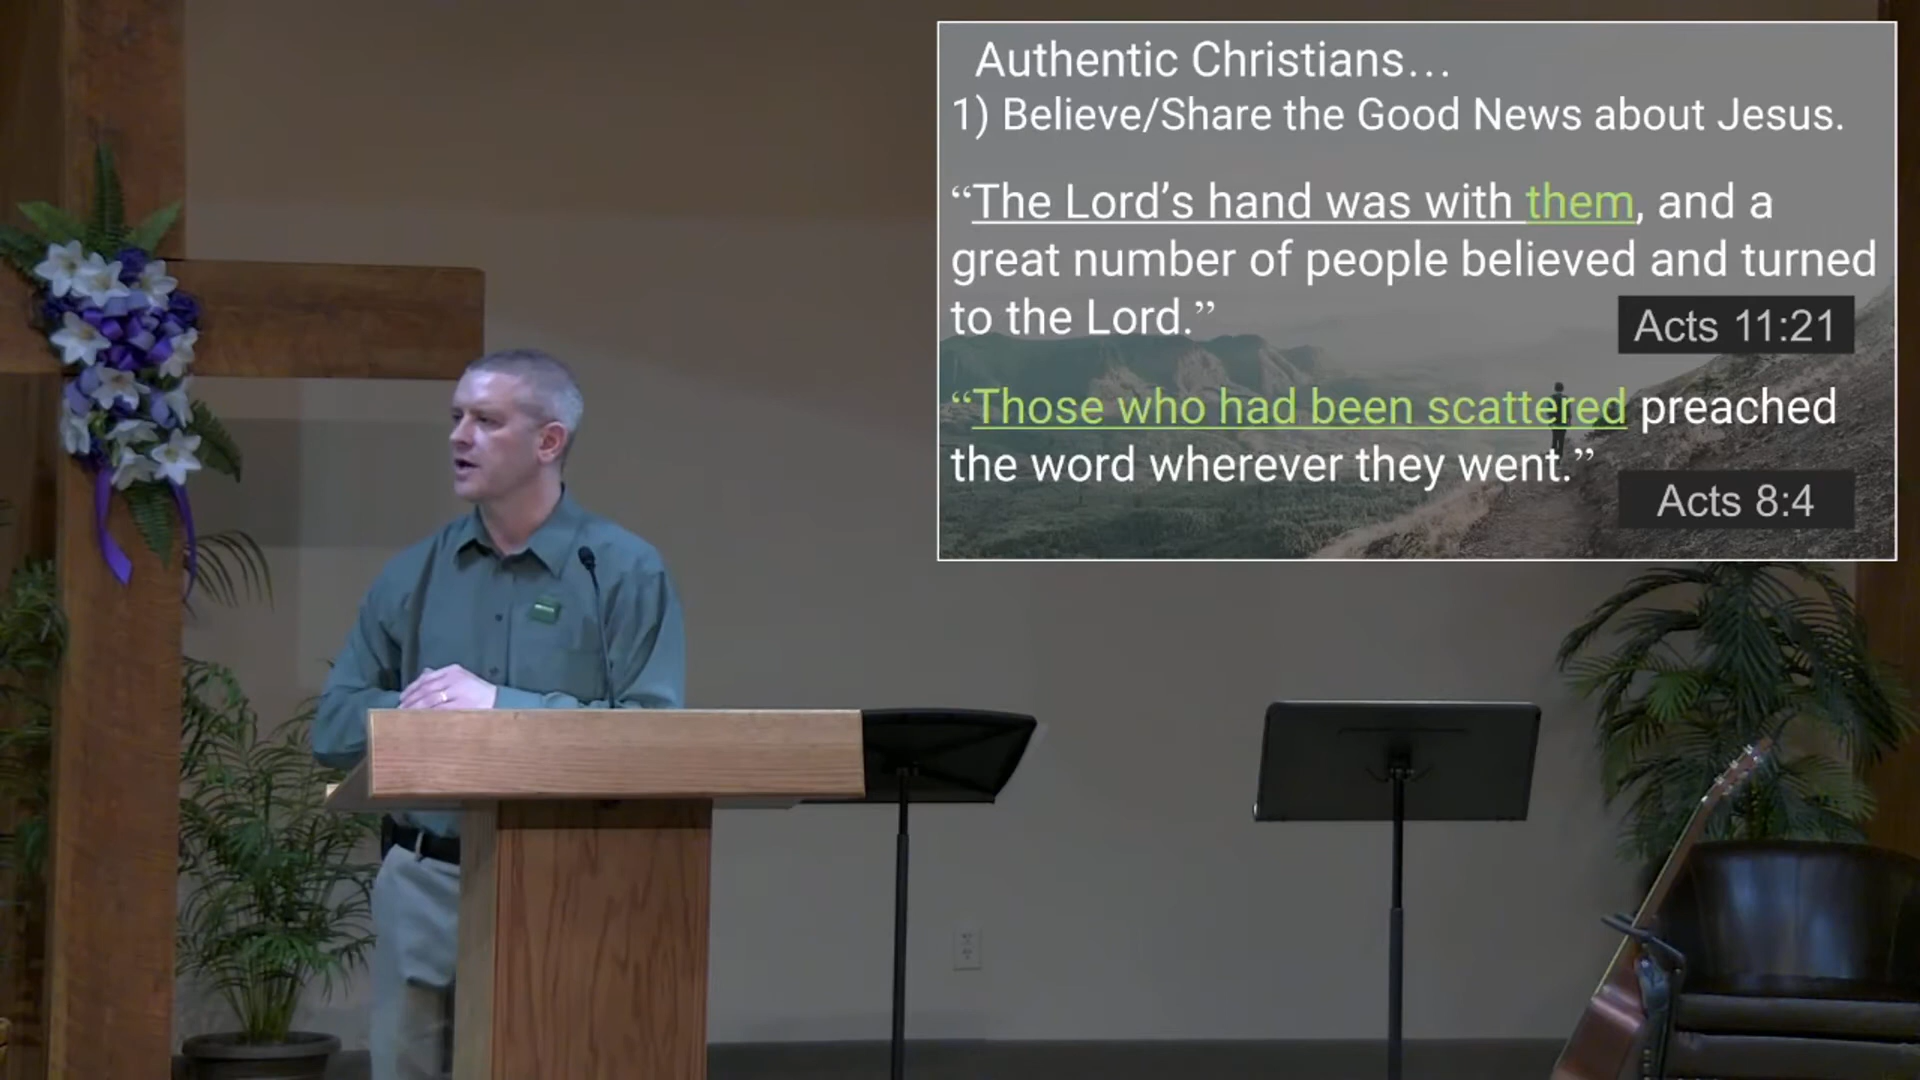 Authentic Christians…
1) Believe/Share the Good News about Jesus.
“The Lord’s hand was with them, and a
great number of people believed and turned
to the Lord.”
Acts 11:21
“Those who had been scattered preached
the word wherever they went.”
Acts 8:4